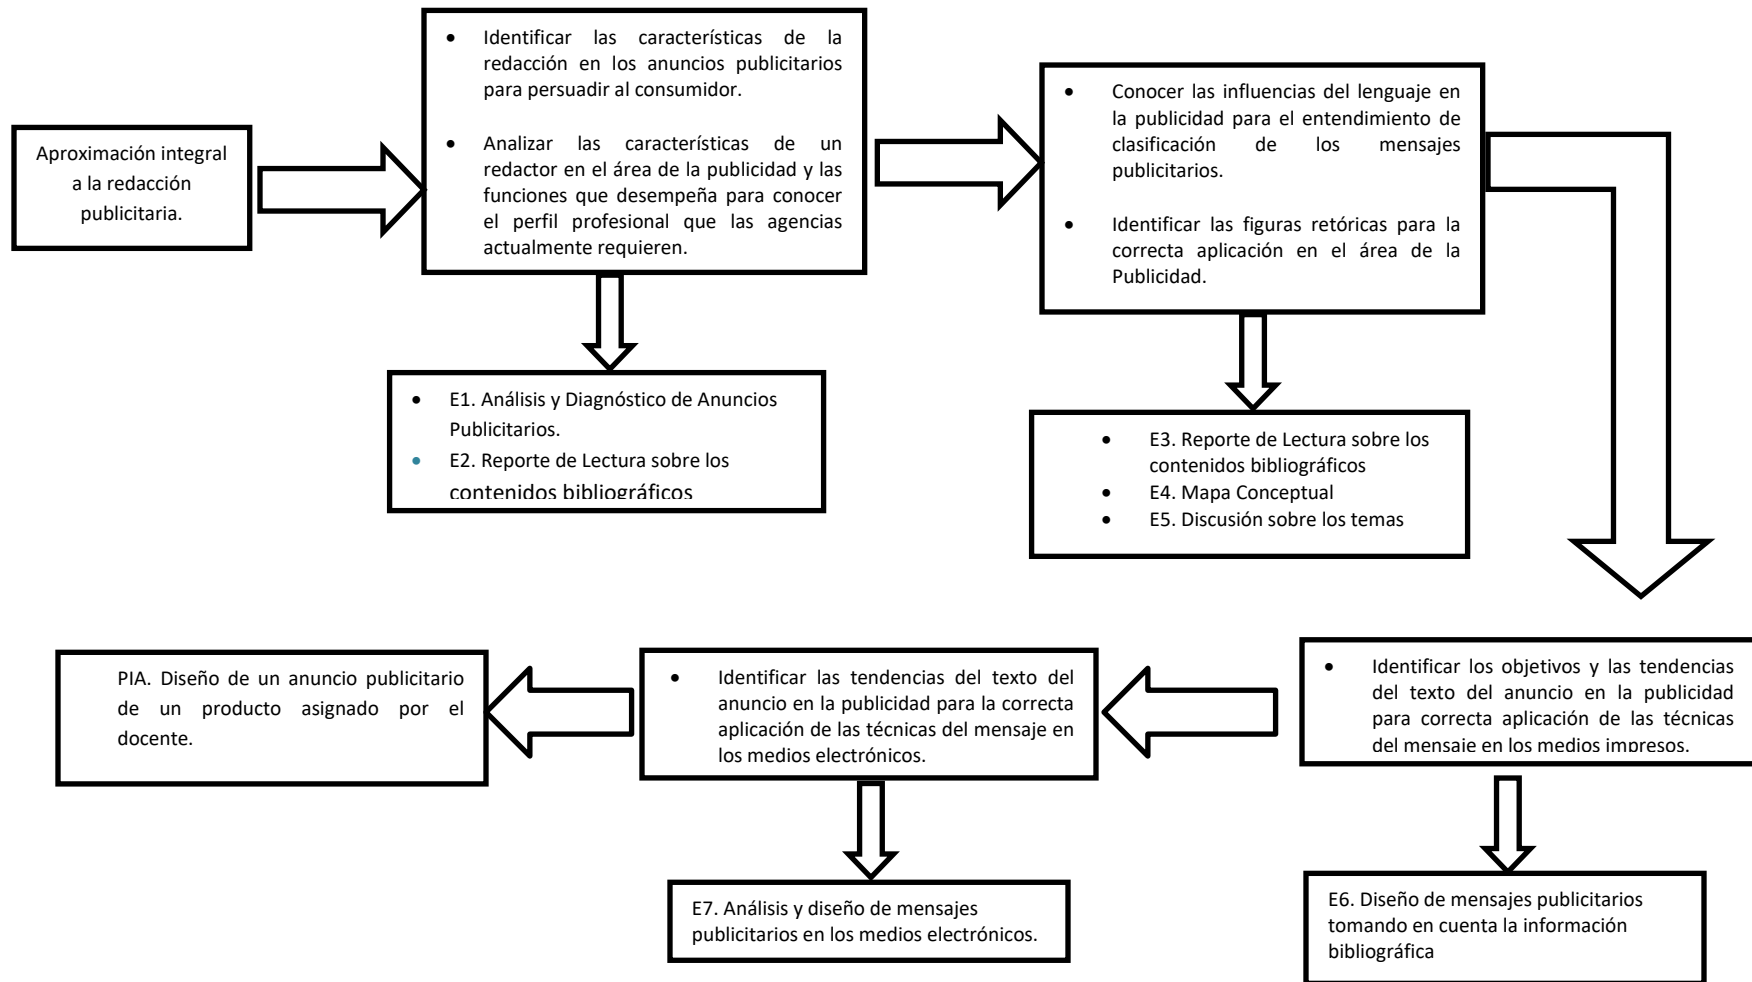 Aproximación integral
a la redacción
publicitaria.
• Identificar las características de la
redacción en los anuncios publicitarios
para persuadir al consumidor.
• Analizar las características de un
redactor en el área de la publicidad y las
funciones que desempeña para conocer
el perfil profesional que las agencias
actualmente requieren.
• Conocer las influencias del lenguaje en
la publicidad para el entendimiento de
clasificación de los mensajes
publicitarios.
• Identificar las figuras retóricas para la
correcta aplicación en el área de la
Publicidad.
• E1. Análisis y Diagnóstico de Anuncios
Publicitarios.
• E2. Reporte de Lectura sobre los
contenidos bibliográficos
• E3. Reporte de Lectura sobre los
contenidos bibliográficos
• E4. Mapa Conceptual
• E5. Discusión sobre los temas
• Identificar los objetivos y las tendencias
del texto del anuncio en la publicidad
para correcta aplicación de las técnicas
del mensaje en los medios impresos.
• Identificar las tendencias del texto del
anuncio en la publicidad para la correcta
aplicación de las técnicas del mensaje en
los medios electrónicos.
PIA. Diseño de un anuncio publicitario
de un producto asignado por el
docente.
E7. Análisis y diseño de mensajes
publicitarios en los medios electrónicos.
E6. Diseño de mensajes publicitarios
tomando en cuenta la información
bibliográfica